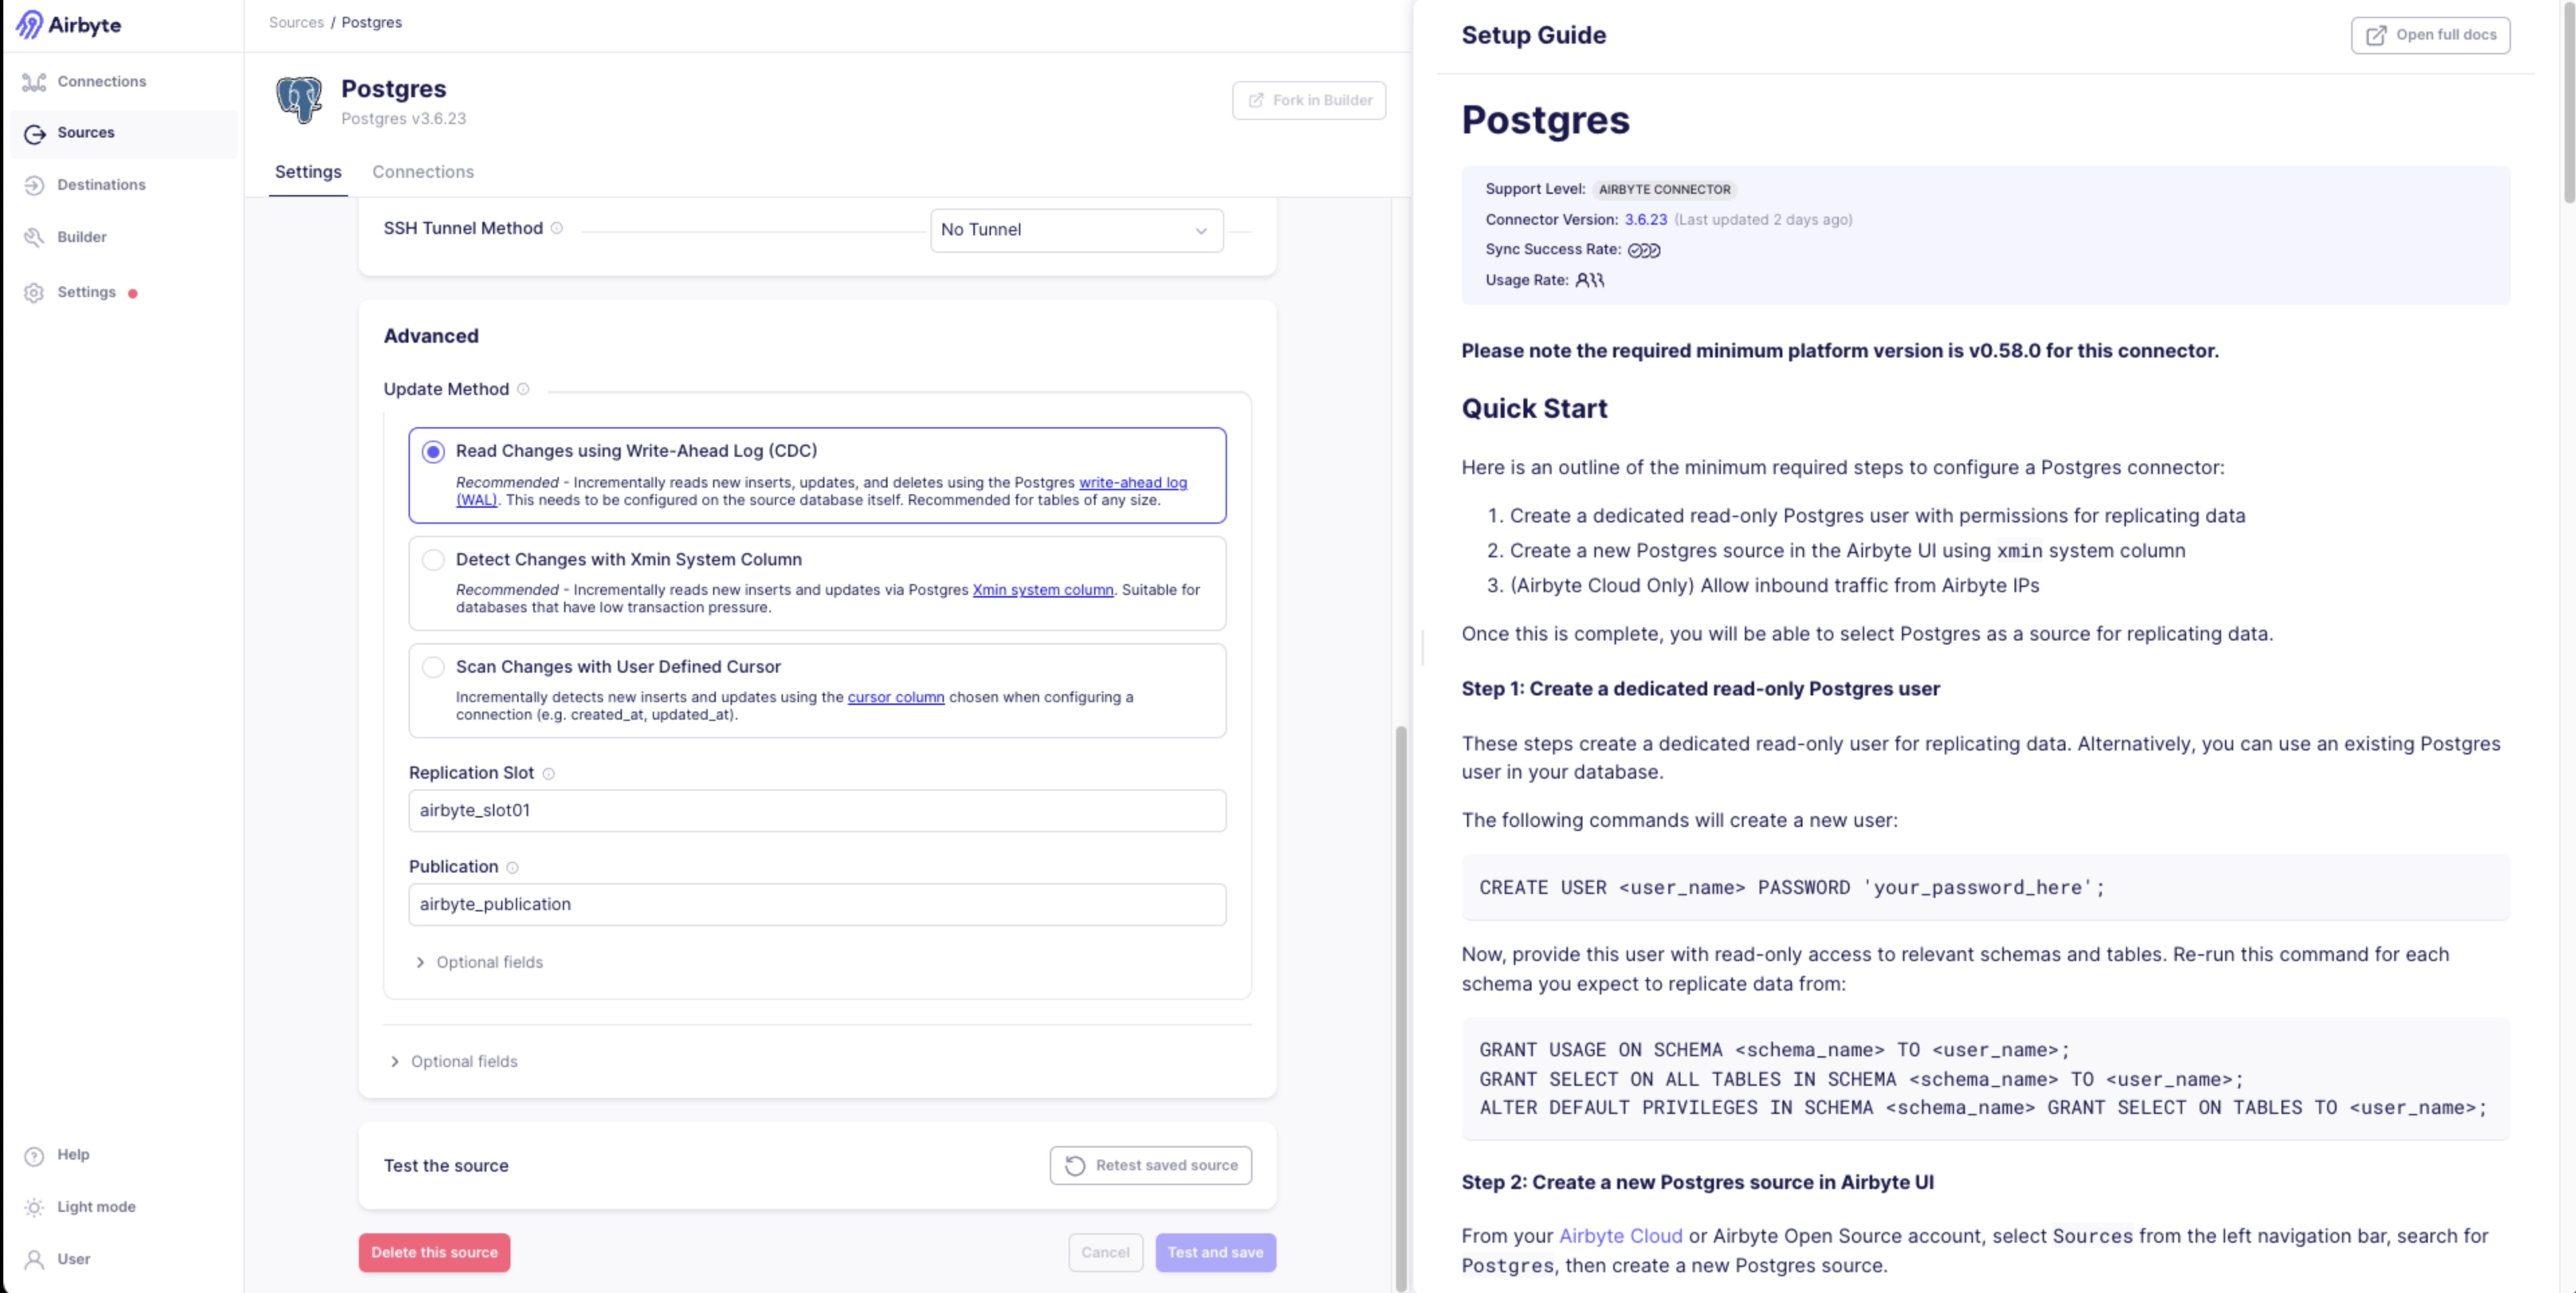 Airbyte
Connections
Sources
Destinations
Builder
Settings
Help
Light mode
User
Sources / Postgres
Postgres
Postgres v3.6.23
Fork in Builder
Settings
Connections
SSH Tunnel Method
No Tunnel
Advanced
Update Method
Read Changes using Write-Ahead Log (CDC)
Recommended - Incrementally reads new inserts, updates, and deletes using the Postgres write-ahead log
(WAL). This needs to be configured on the source database itself. Recommended for tables of any size.
Detect Changes with Xmin System Column
Recommended - Incrementally reads new inserts and updates via Postgres Xmin system column. Suitable for
databases that have low transaction pressure.
Scan Changes with User Defined Cursor
Incrementally detects new inserts and updates using the cursor column chosen when configuring a
connection (e.g. created_at, updated_at).
Replication Slot
airbyte_slot01
Publication
airbyte_publication
Optional fields
Optional fields
Test the source
Retest saved source
Delete this source
Cancel
Test and save
Setup Guide
Open full docs
Postgres
Support Level: AIRBYTE CONNECTOR
Connector Version: 3.6.23 (Last updated 2 days ago)
Sync Success Rate:
Usage Rate:
Please note the required minimum platform version is v0.58.0 for this connector.
Quick Start
Here is an outline of the minimum required steps to configure a Postgres connector:
1. Create a dedicated read-only Postgres user with permissions for replicating data
2. Create a new Postgres source in the Airbyte UI using xmin system column
3. (Airbyte Cloud Only) Allow inbound traffic from Airbyte IPs
Once this is complete, you will be able to select Postgres as a source for replicating data.
Step 1: Create a dedicated read-only Postgres user
These steps create a dedicated read-only user for replicating data. Alternatively, you can use an existing Postgres
user in your database.
The following commands will create a new user:
CREATE USER <user_name> PASSWORD 'your_password_here';
Now, provide this user with read-only access to relevant schemas and tables. Re-run this command for each
schema you expect to replicate data from:
GRANT USAGE ON SCHEMA <schema_name> TO <user_name>;
GRANT SELECT ON ALL TABLES IN SCHEMA <schema_name> TO <user_name>;
ALTER DEFAULT PRIVILEGES IN SCHEMA <schema_name> GRANT SELECT ON TABLES TO <user_name>;
Step 2: Create a new Postgres source in Airbyte UI
From your Airbyte Cloud or Airbyte Open Source account, select Sources from the left navigation bar, search for
Postgres, then create a new Postgres source.